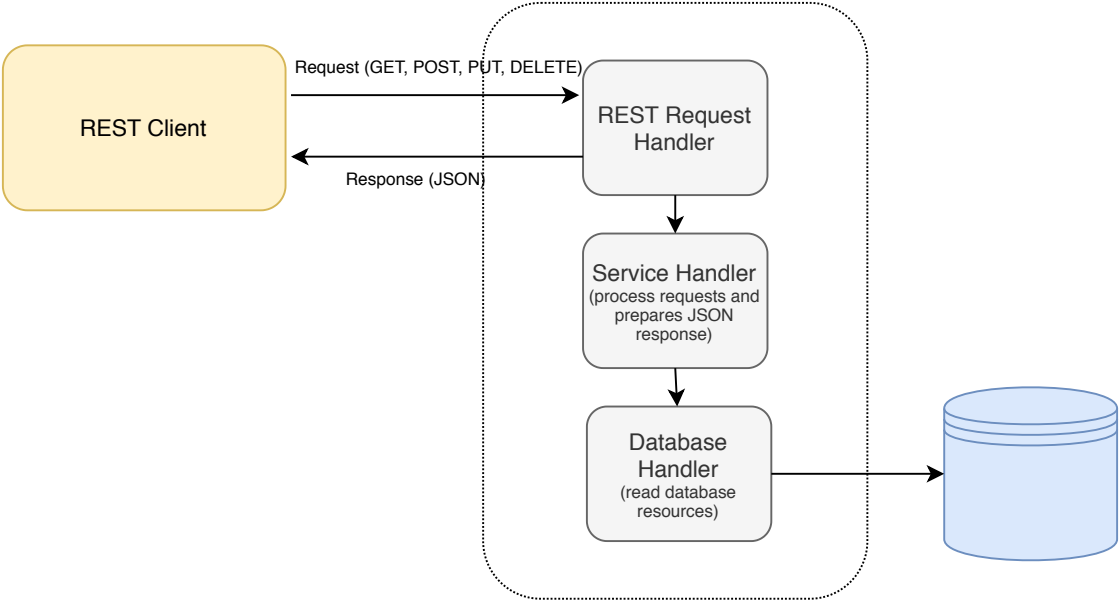 Request (GET, POST, PUT, DELETE)
REST Client
REST Request
Handler
Response (JSON)
Service Handler
(process requests and
prepares JSON
response)
Database
Handler
(read database
resources)